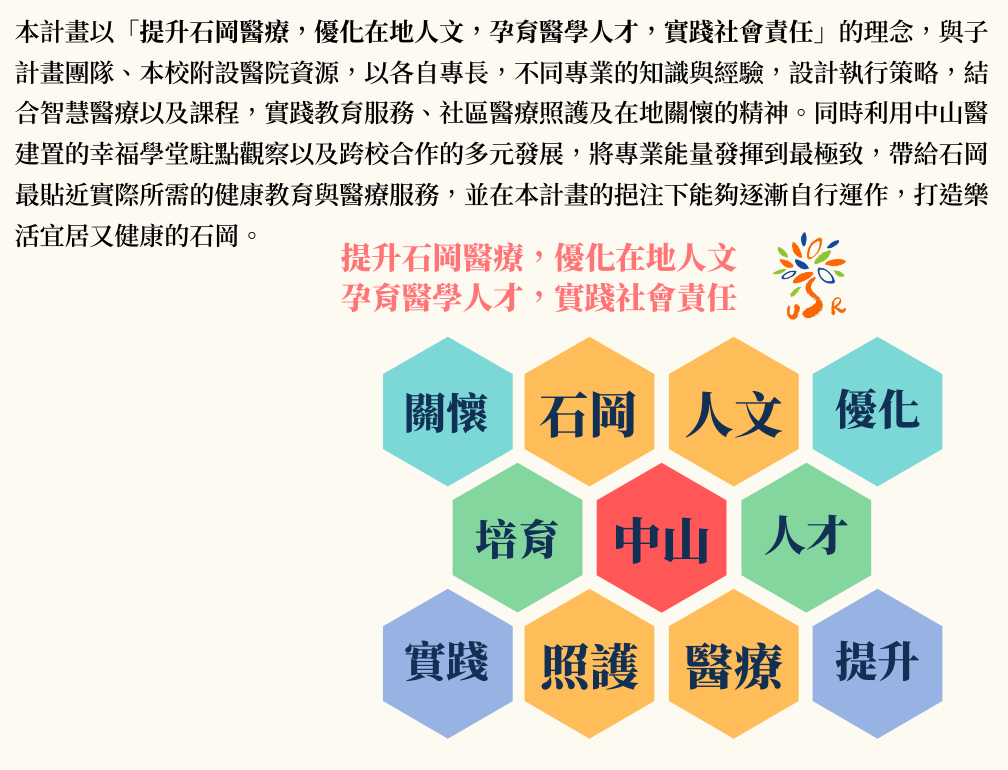 本計畫以「提升石岡醫療，優化在地人文，孕育醫學人才，實踐社會責任」的理念，與子
計畫團隊、本校附設醫院資源，以各自專長，不同專業的知識與經驗，設計執行策略，結
合智慧醫療以及課程，實踐教育服務、社區醫療照護及在地關懷的精神。同時利用中山醫
建置的幸福學堂駐點觀察以及跨校合作的多元發展，將專業能量發揮到最極致，帶給石岡
最貼近實際所需的健康教育與醫療服務，並在本計畫的挹注下能夠逐漸自行運作，打造樂
活宜居又健康的石岡。
提升石岡醫療，優化在地人文
孕育醫學人才，實踐社會責任
USR
關懷
石岡
人文
優化
培育
中山
人才
實踐
照護
醫療
提升